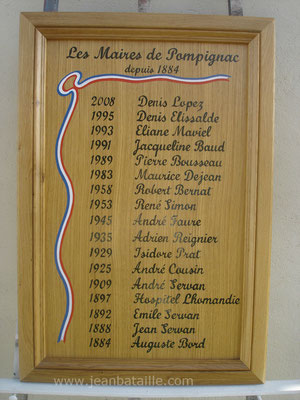 Les Maires de Pompignac
depuis 1884
2008 Denis Lopez
1995 Denis Elissalde
1993 Eliane Maviel
1991 Jacqueline Baud
1989 Pierre Bousseau
1983 Maurice Dejean
1958 Robert Bernat
1953 René Simon
1945 André Faure
1935 Adrien Reignier
1929 Isidore Prat
1925 André Cousin
1909 André Servan
1897 Hospitel Lhomandie
1892 Emile Servan
1888 Jean Servan
1884 Auguste Bord
www.jeanbataille.com